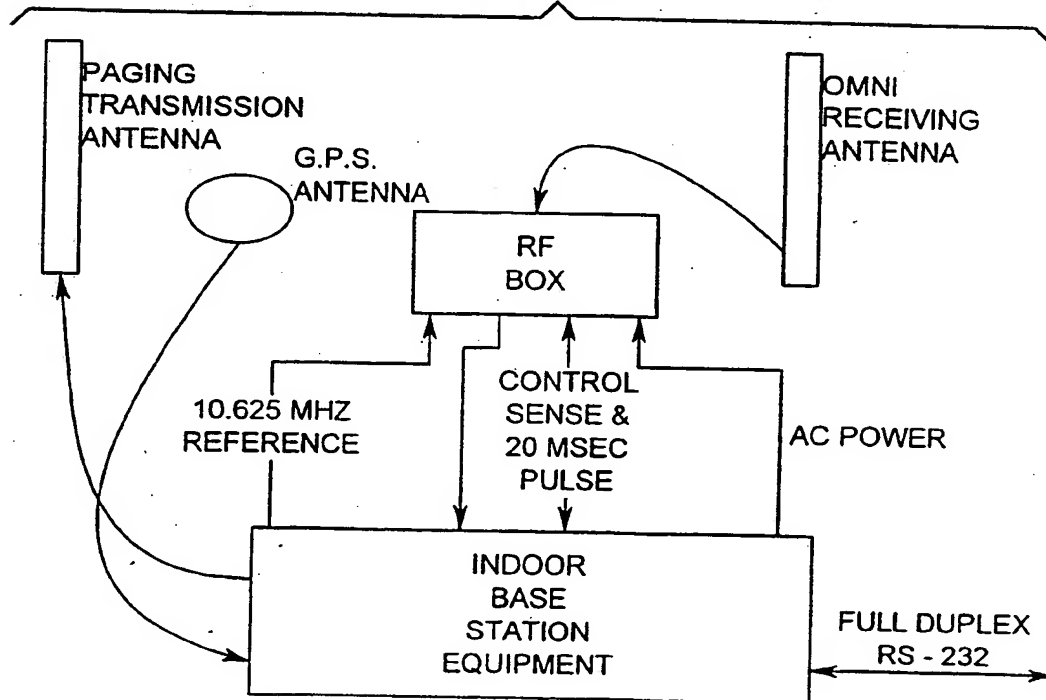 PAGING
TRANSMISSION
ANTENNA
G.P.S.
ANTENNA
OMNI
RECEIVING
ANTENNA
RF
BOX
10.625 MHZ
REFERENCE
CONTROL
SENSE &
20 MSEC
PULSE
AC POWER
INDOOR
BASE
STATION
EQUIPMENT
FULL DUPLEX
RS - 232